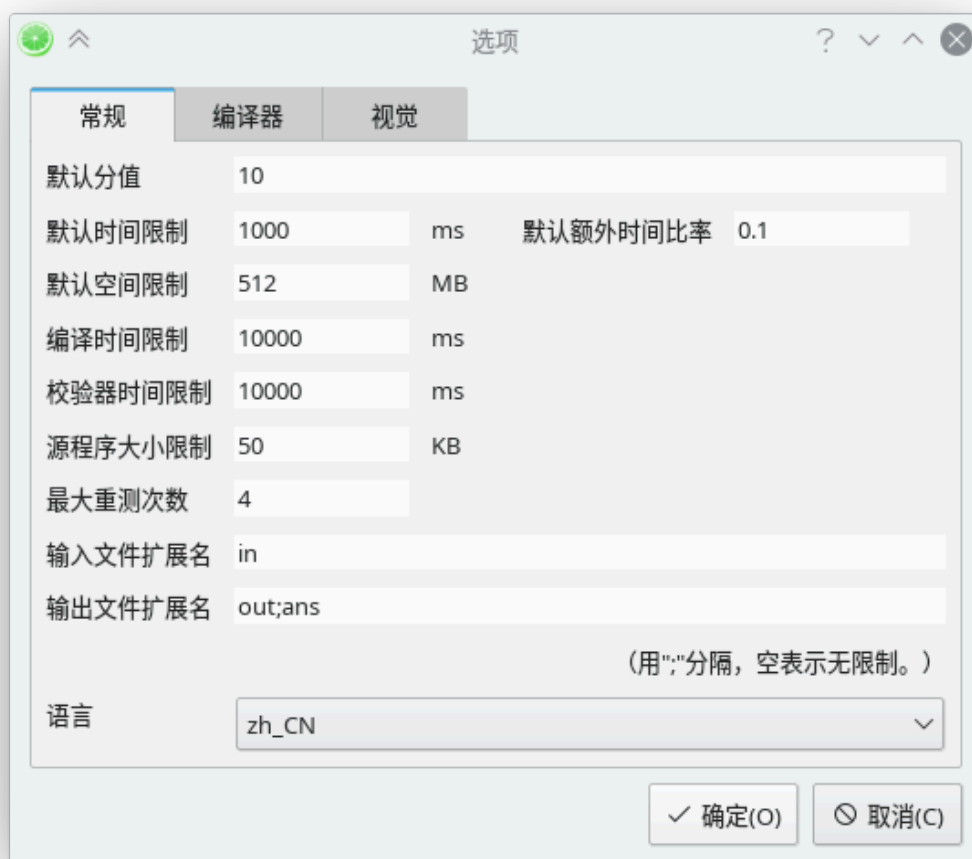 选项
常规 编译器 视觉
默认分值 10
默认时间限制 1000 ms 默认额外时间比率 0.1
默认空间限制 512 MB
编译时间限制 10000 ms
校验器时间限制 10000 ms
源程序大小限制 50 KB
最大重测次数 4
输入文件扩展名 in
输出文件扩展名 out;ans
（用";"分隔，空表示无限制。）
语言 zh_CN
确定(O) 取消(C)